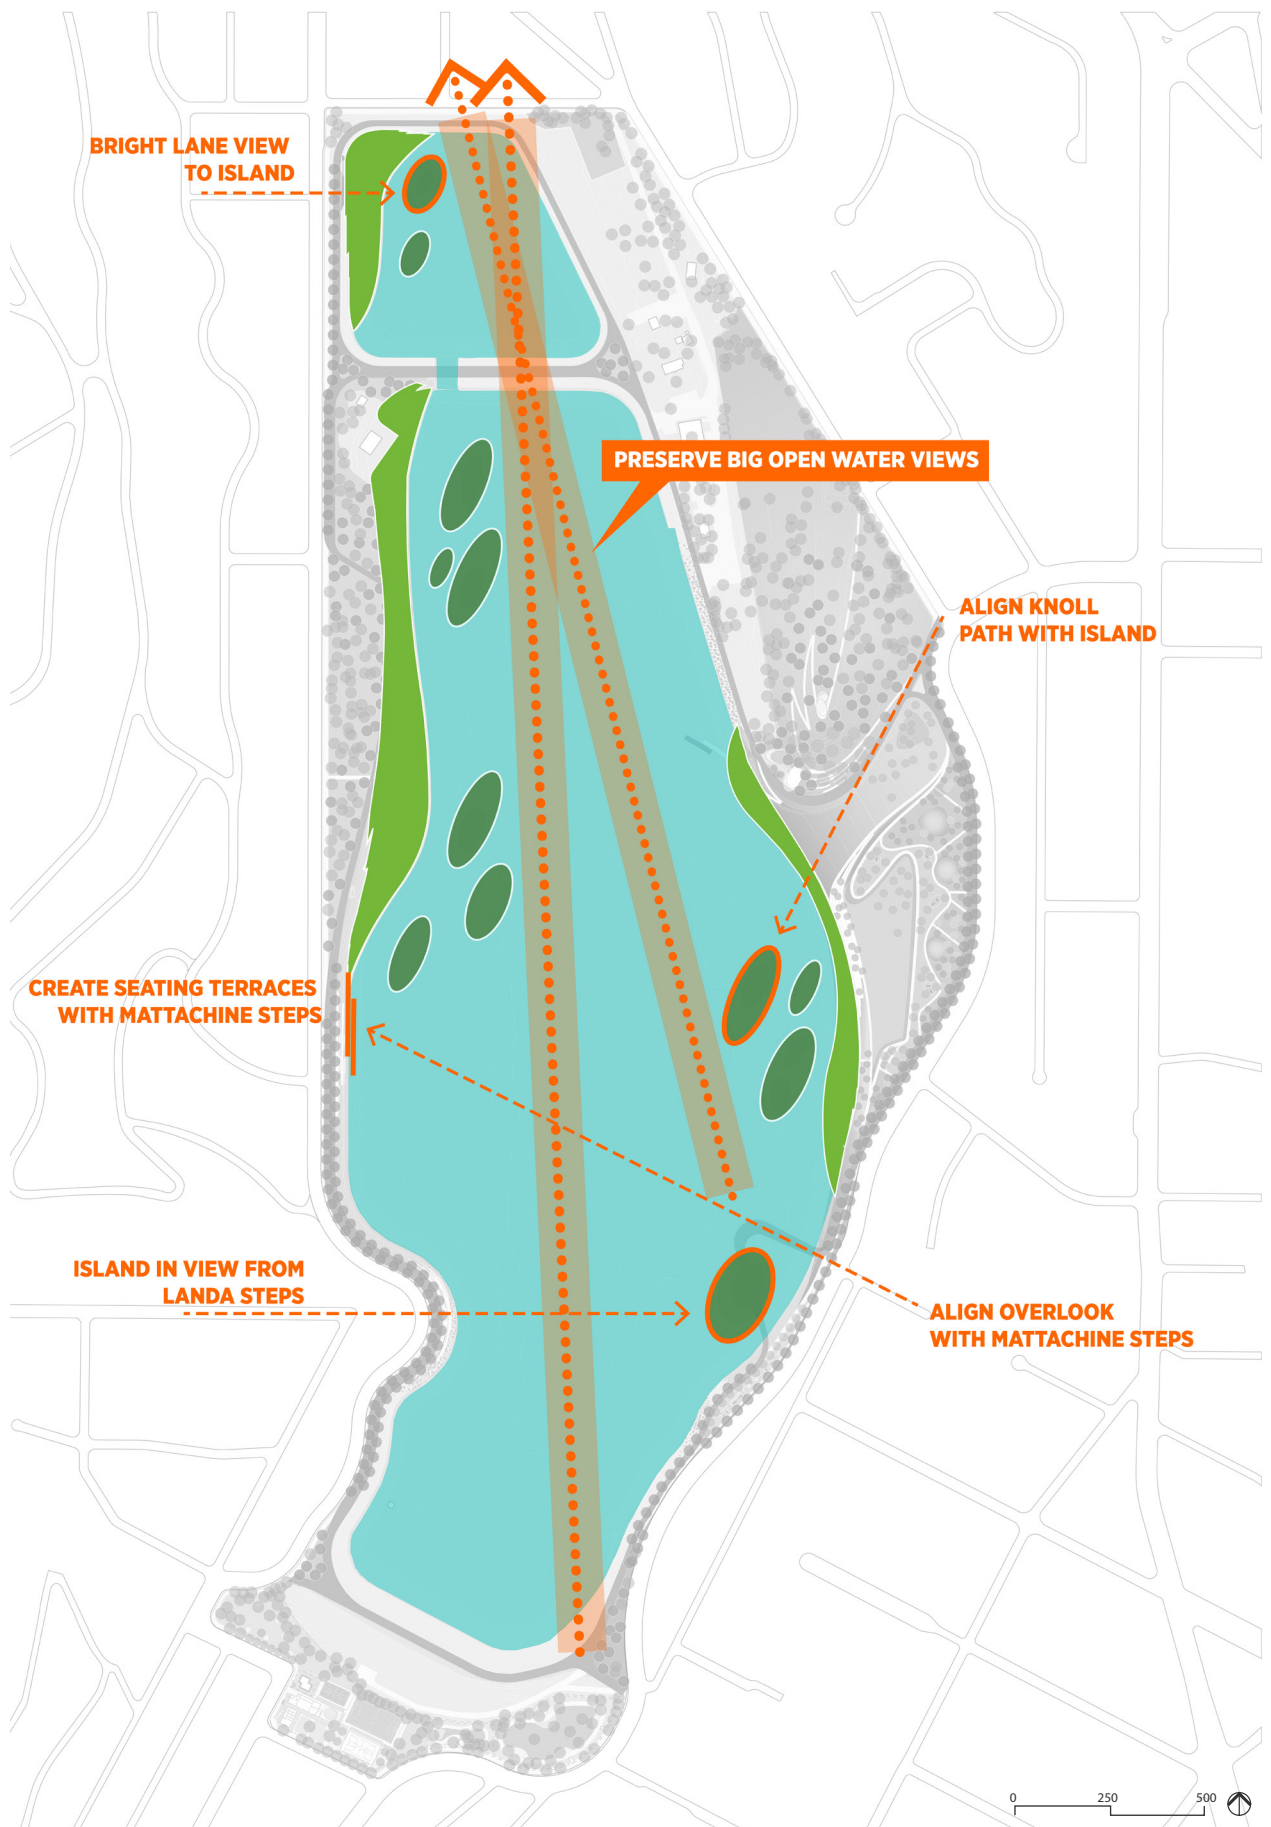 BRIGHT LANE VIEW
TO ISLAND
PRESERVE BIG OPEN WATER VIEWS
ALIGN KNOLL
PATH WITH ISLAND
CREATE SEATING TERRACES
WITH MATTACHINE STEPS
ISLAND IN VIEW FROM
LANDA STEPS
ALIGN OVERLOOK
WITH MATTACHINE STEPS
0 250 500